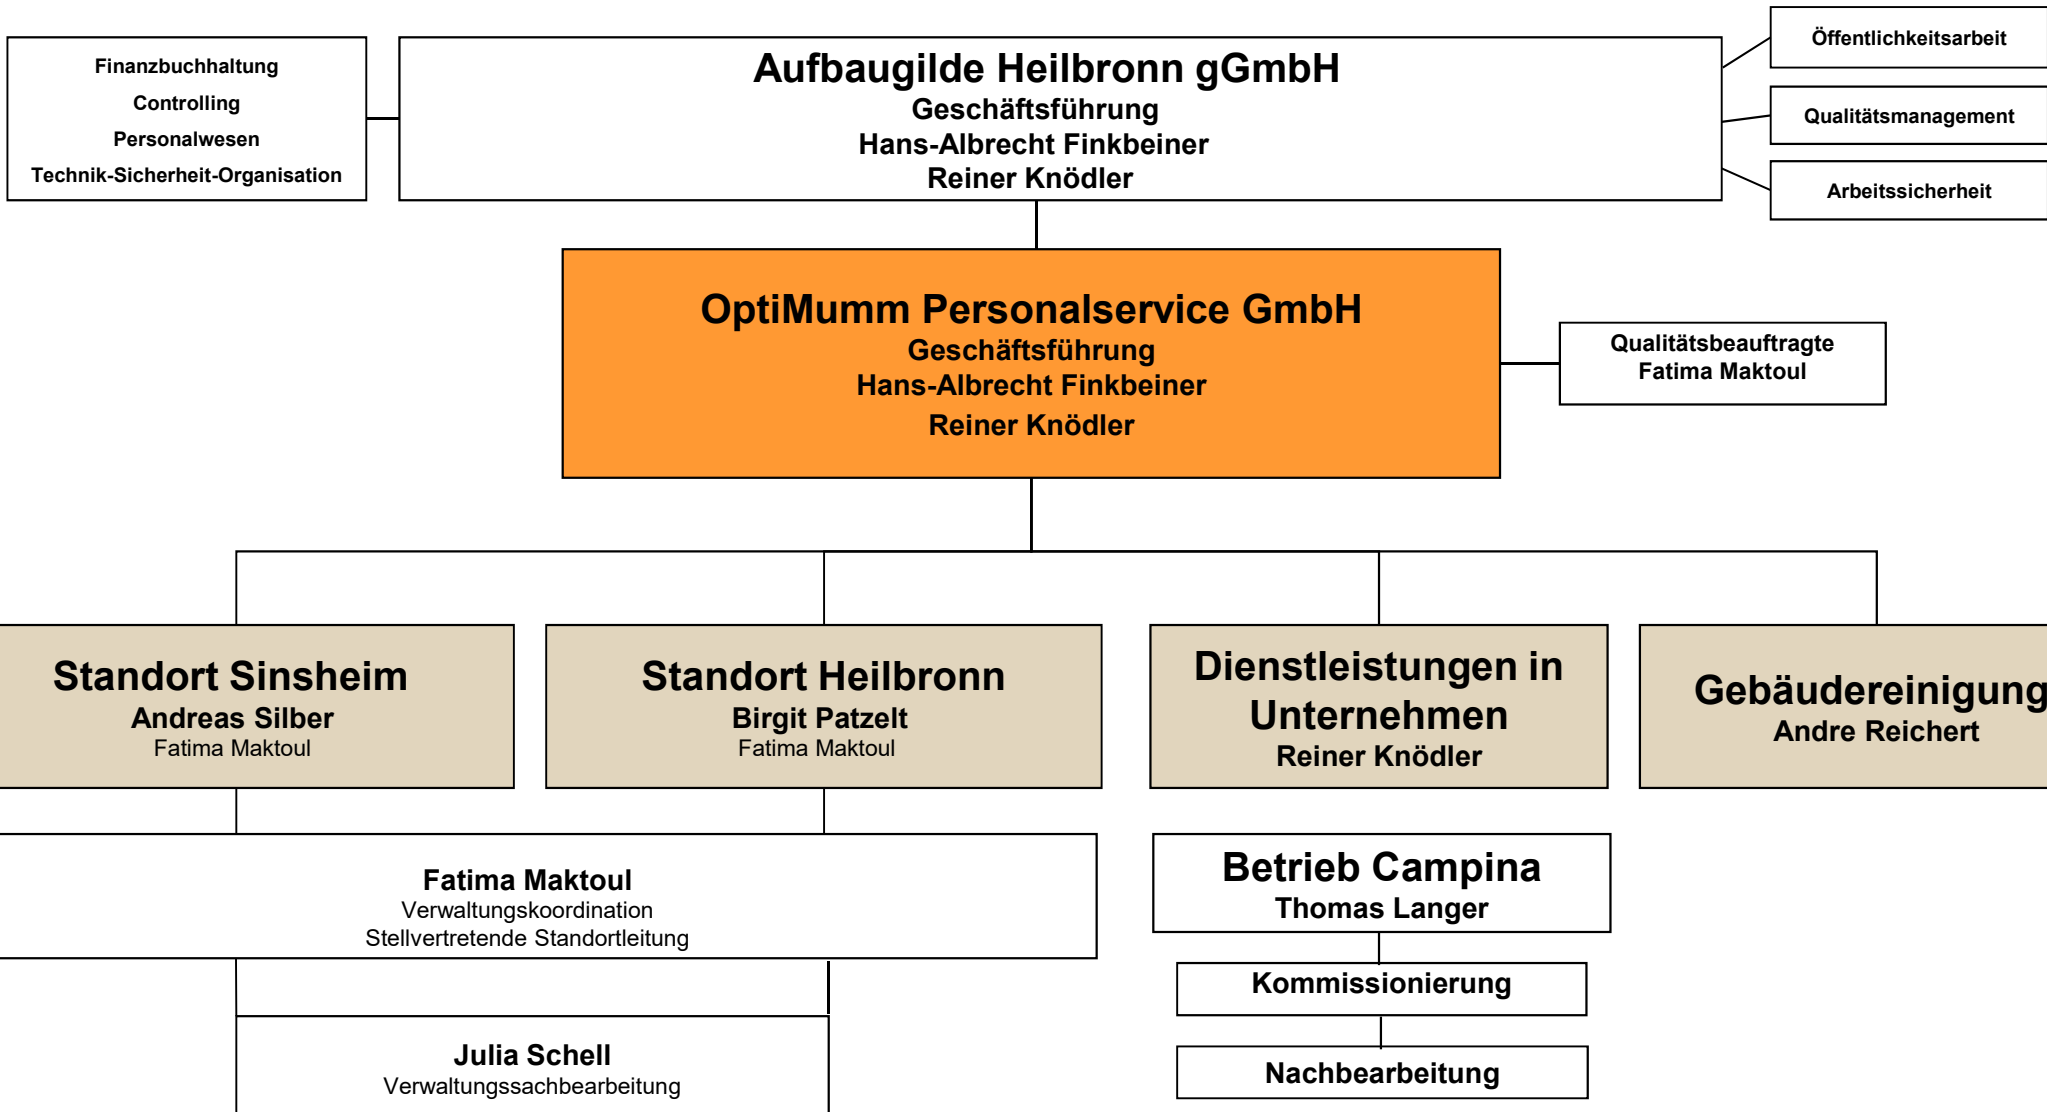 Finanzbuchhaltung
Controlling
Personalwesen
Technik-Sicherheit-Organisation
Aufbaugilde Heilbronn gGmbH
Geschäftsführung
Hans-Albrecht Finkbeiner
Reiner Knödler
Öffentlichkeitsarbeit
Qualitätsmanagement
Arbeitssicherheit
OptiMumm Personalservice GmbH
Geschäftsführung
Hans-Albrecht Finkbeiner
Reiner Knödler
Qualitätsbeauftragte
Fatima Maktoul
Standort Sinsheim
Andreas Silber
Fatima Maktoul
Standort Heilbronn
Birgit Patzelt
Fatima Maktoul
Dienstleistungen in
Unternehmen
Reiner Knödler
Gebäudereinigung
Andre Reichert
Fatima Maktoul
Verwaltungskoordination
Stellvertretende Standortleitung
Betrieb Campina
Thomas Langer
Kommissionierung
Nachbearbeitung
Julia Schell
Verwaltungssachbearbeitung